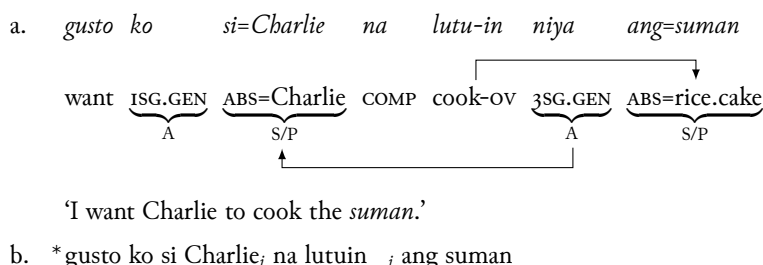 a. gusto ko si=Charlie na lutu-in niya ang=suman
want 1SG.GEN ABS=Charlie COMP cook-OV 3SG.GEN ABS=rice.cake
A S/P A S/P
‘I want Charlie to cook the suman.’
b. *gusto ko si Charlieᵢ na lutuin _ᵢ ang suman